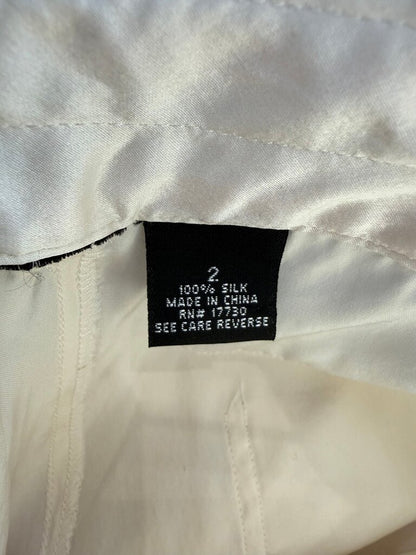 2
100% SILK
MADE IN CHINA
RN# 17730
SEE CARE REVERSE